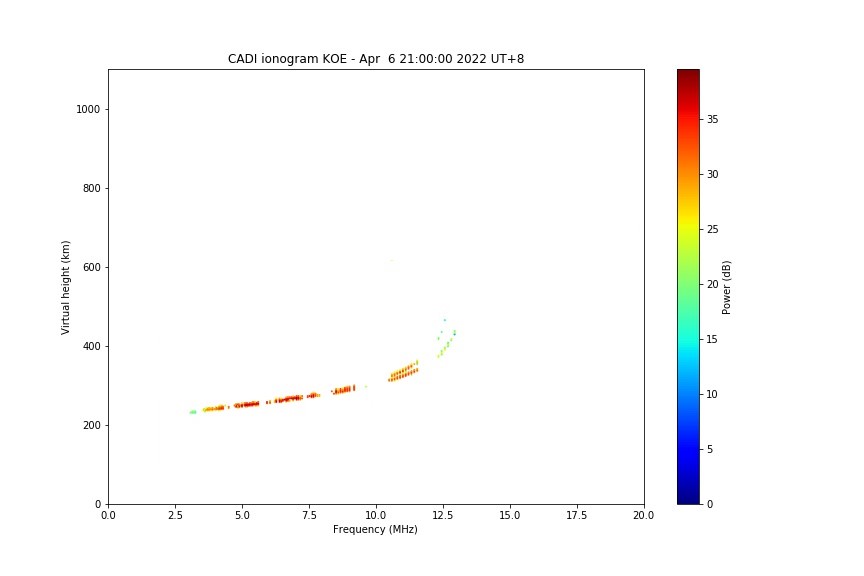 CADI ionogram KOE - Apr  6 21:00:00 2022 UT+8
1000
800
600
400
200
0
Virtual height (km)
0.0 2.5 5.0 7.5 10.0 12.5 15.0 17.5 20.0
Frequency (MHz)
35
30
25
20
15
10
5
0
Power (dB)